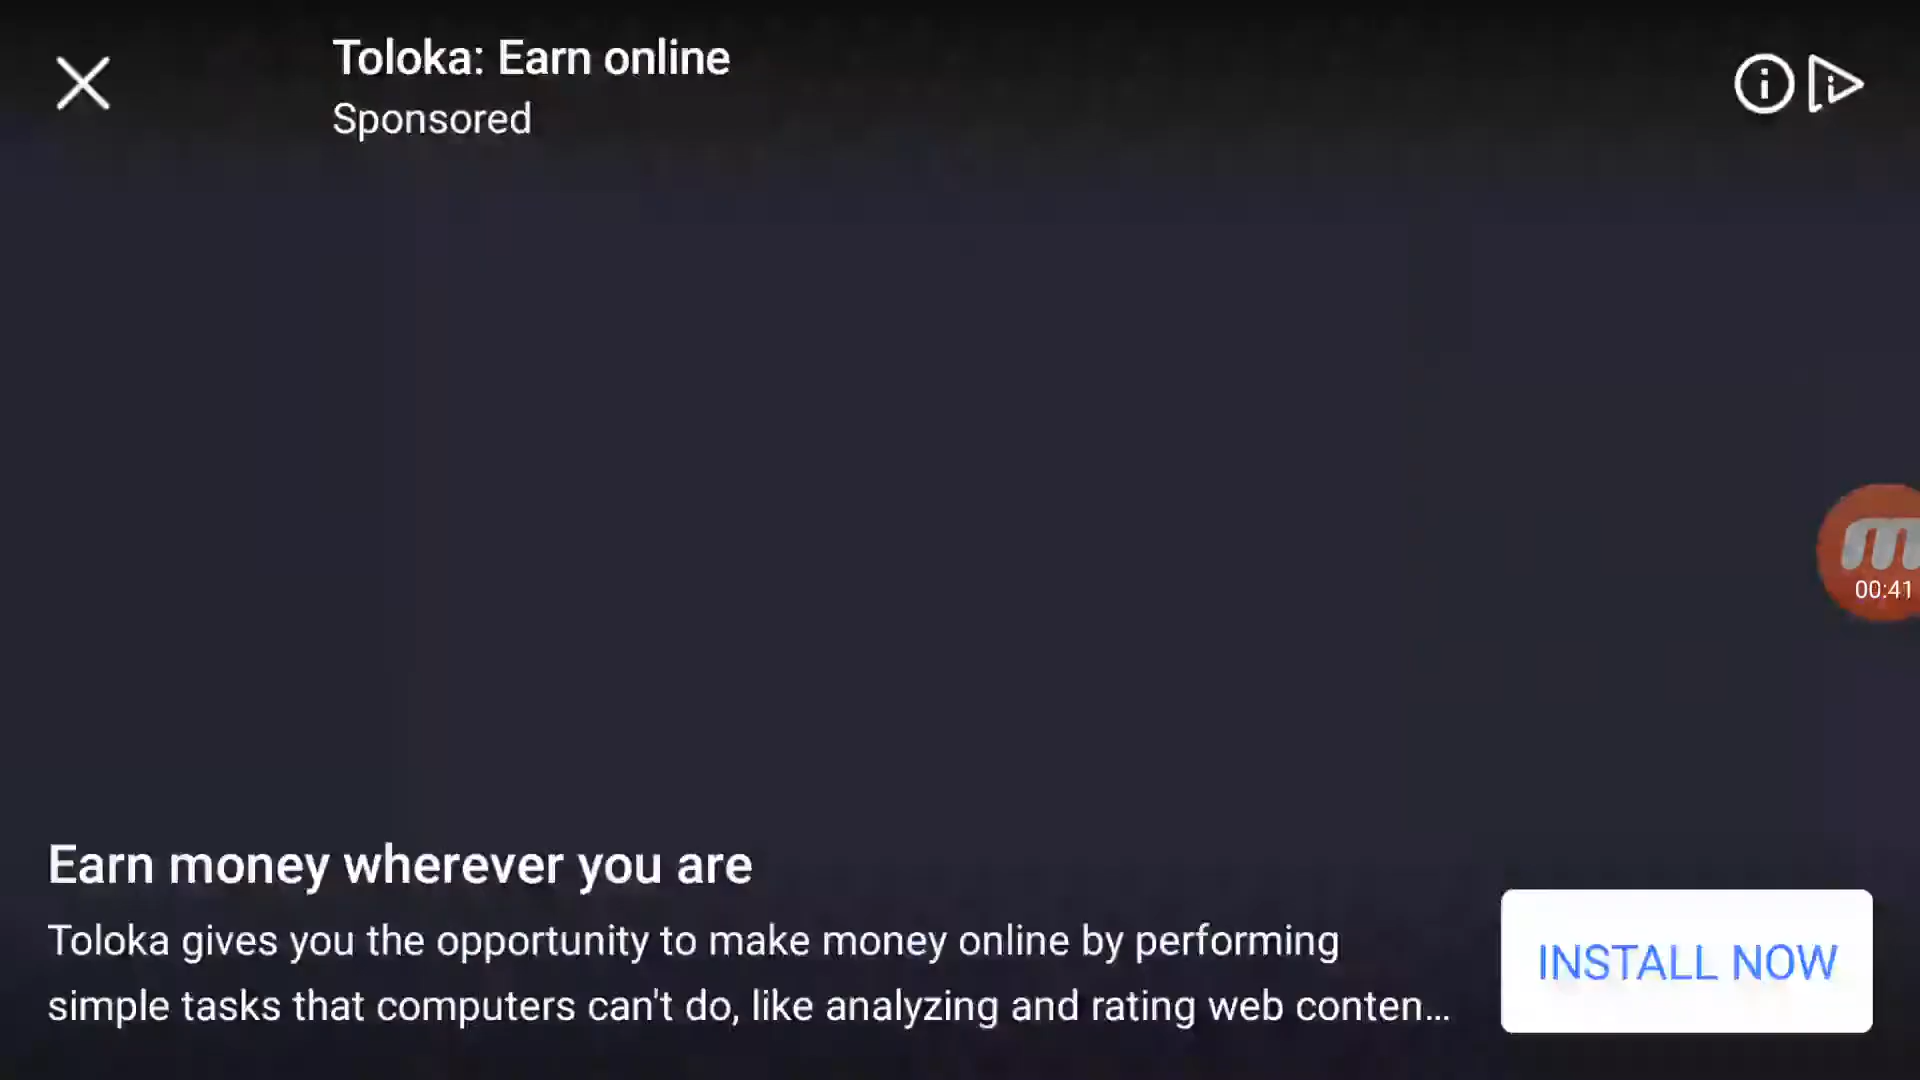 Toloka: Earn online
Sponsored
m
00:41
Earn money wherever you are
Toloka gives you the opportunity to make money online by performing
simple tasks that computers can't do, like analyzing and rating web conten...
INSTALL NOW